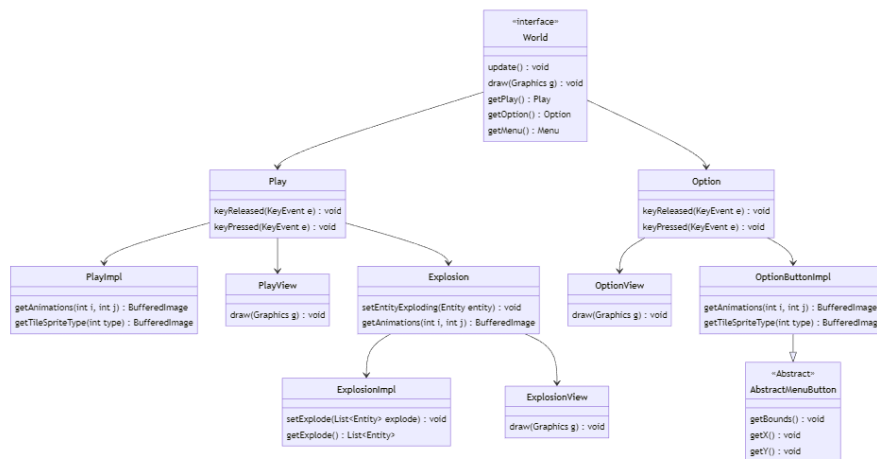 «interface»
World
update() : void
draw(Graphics g) : void
getPlay() : Play
getOption() : Option
getMenu() : Menu
Play
keyReleased(KeyEvent e) : void
keyPressed(KeyEvent e) : void
Option
keyReleased(KeyEvent e) : void
keyPressed(KeyEvent e) : void
PlayImpl
getAnimations(int i, int j) : BufferedImage
getTileSpriteType(int type) : BufferedImage
PlayView
draw(Graphics g) : void
Explosion
setEntityExploding(Entity entity) : void
getAnimations(int i, int j) : BufferedImage
OptionView
draw(Graphics g) : void
OptionButtonImpl
getAnimations(int i, int j) : BufferedImage
getTileSpriteType(int type) : BufferedImage
ExplosionImpl
setExplode(List<Entity> explode) : void
getExplode() : List<Entity>
ExplosionView
draw(Graphics g) : void
«Abstract»
AbstractMenuButton
getBounds() : void
getX() : void
getY() : void